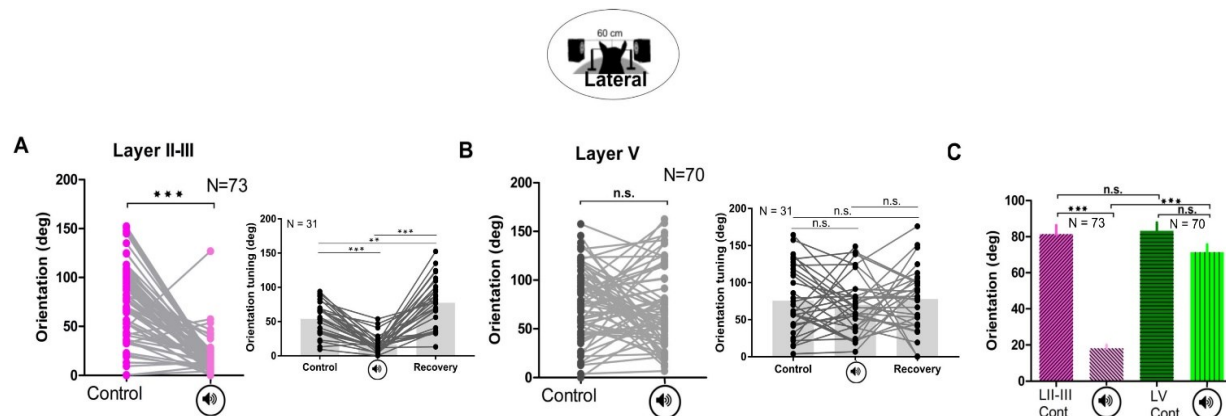 60 cm
Lateral
A
Layer II-III
N=73
***
Orientation (deg)
200
150
100
50
0
Control
N = 31
***
**
***
Orientation tuning (deg)
200
150
100
50
0
Control
Recovery
B
Layer V
N=70
n.s.
Orientation (deg)
200
150
100
50
0
Control
N = 31
n.s.
n.s.
n.s.
Orientation tuning (deg)
200
150
100
50
0
Control
Recovery
C
n.s.
***
***
N = 73
n.s.
N = 70
Orientation (deg)
100
80
60
40
20
0
LII-III
Cont
LV
Cont